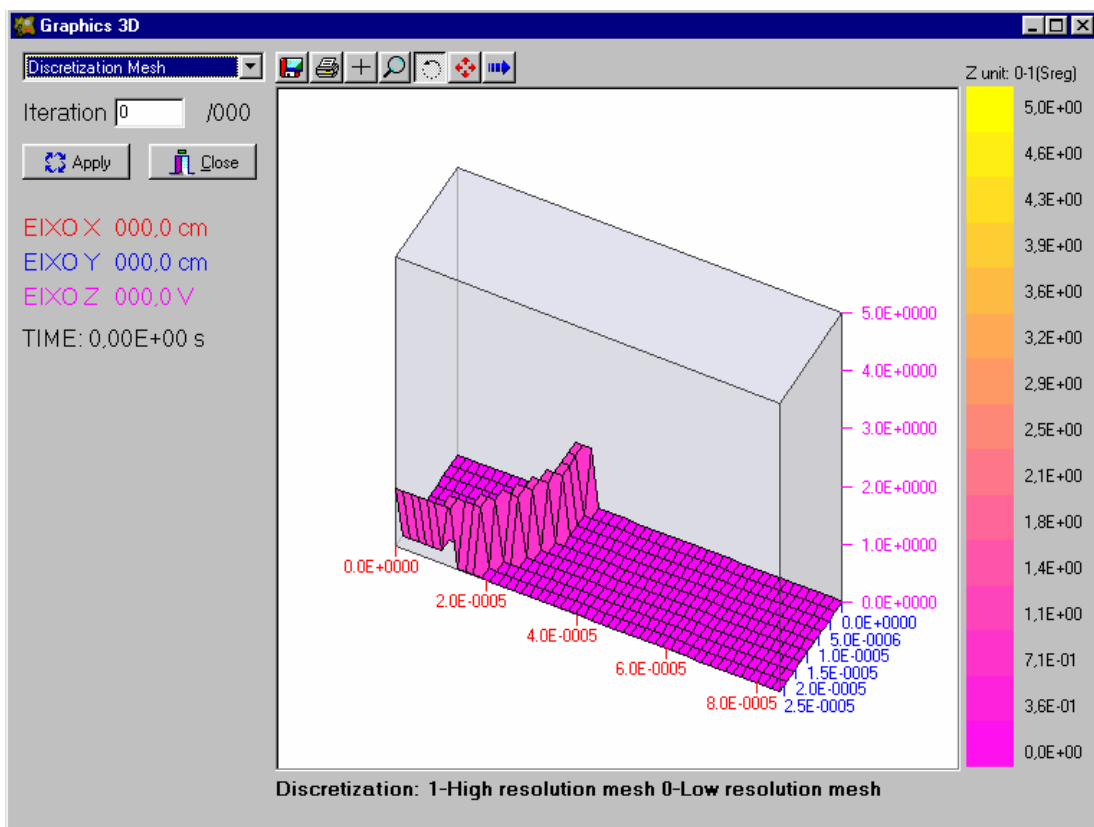 Graphics 3D
Discretization Mesh
Iteration 0 /000
Apply Close
EIXO X 000,0 cm
EIXO Y 000,0 cm
EIXO Z 000,0 V
TIME: 0,00E+00 s
5.0E+0000
4.0E+0000
3.0E+0000
2.0E+0000
1.0E+0000
0.0E+0000
0.0E+0000
2.0E-0005
4.0E-0005
6.0E-0005
8.0E-0005
0.0E+0000
5.0E-0006
1.0E-0005
1.5E-0005
2.0E-0005
2.5E-0005
Z unit: 0-1(Sreg)
5,0E+00
4,6E+00
4,3E+00
3,9E+00
3,6E+00
3,2E+00
2,9E+00
2,5E+00
2,1E+00
1,8E+00
1,4E+00
1,1E+00
7,1E-01
3,6E-01
0,0E+00
Discretization: 1-High resolution mesh 0-Low resolution mesh